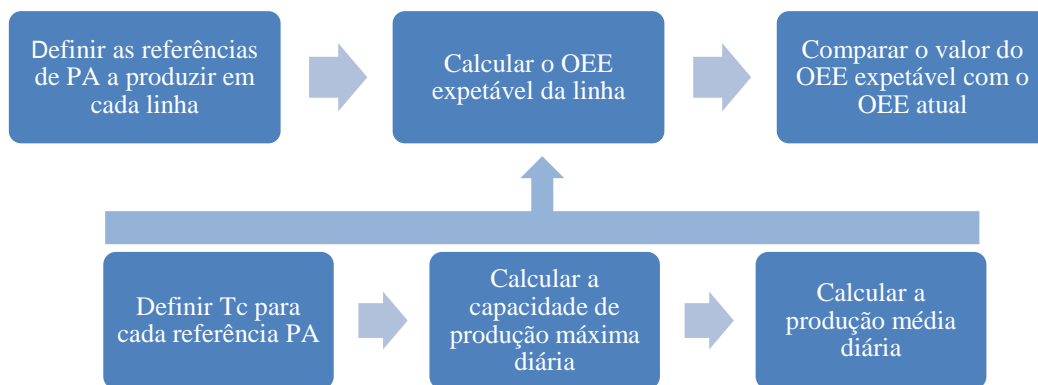 Definir as referências
de PA a produzir em
cada linha
Calcular o OEE
expetável da linha
Comparar o valor do
OEE expetável com o
OEE atual
Definir Tc para
cada referência PA
Calcular a
capacidade de
produção máxima
diária
Calcular a
produção média
diária